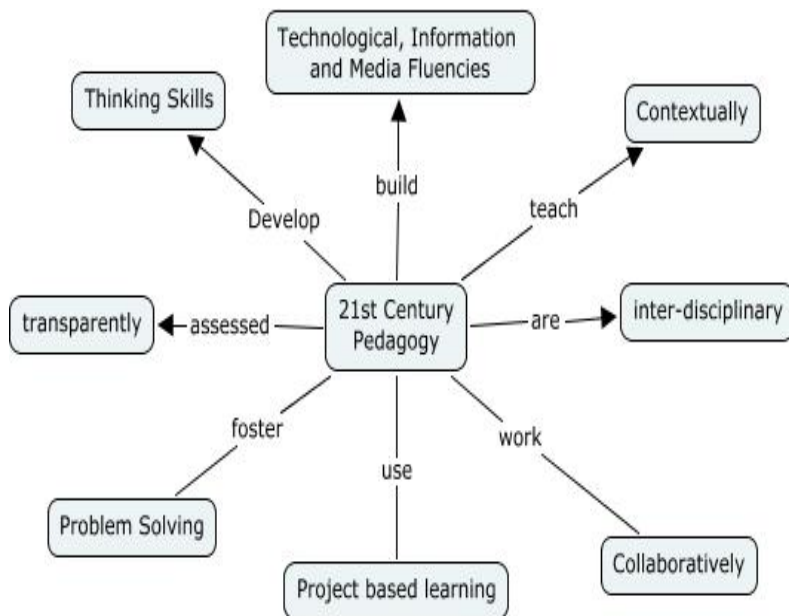 Technological, Information
and Media Fluencies
Thinking Skills
Contextually
build
Develop
teach
21st Century
Pedagogy
transparently
assessed
are
inter-disciplinary
foster
use
work
Problem Solving
Project based learning
Collaboratively